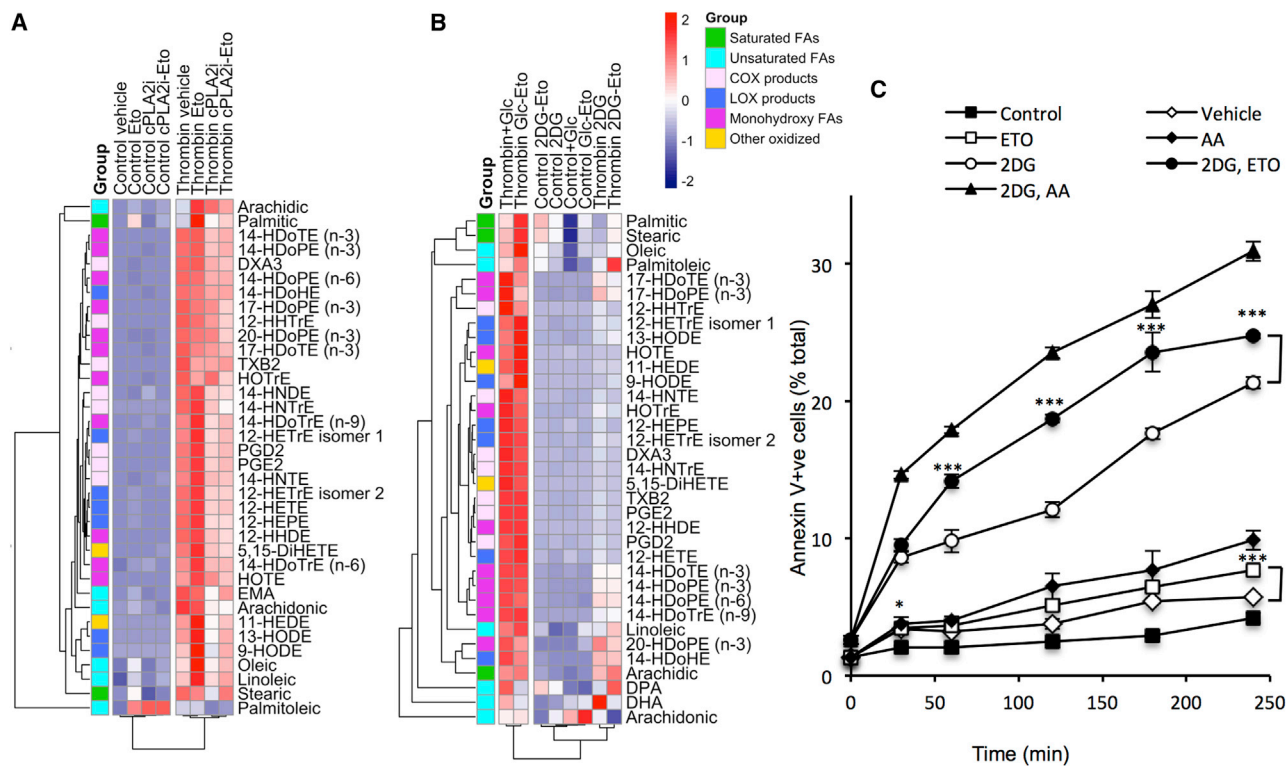 A
Group
Control vehicle
Control Eto
Control cPLA2i
Control cPLA2i-Eto
Thrombin vehicle
Thrombin Eto
Thrombin cPLA2i
Thrombin cPLA2i-Eto
Arachidic
Palmitic
14-HDoTE (n-3)
14-HDoPE (n-3)
DXA3
14-HDoPE (n-6)
14-HDoHE
17-HDoPE (n-3)
12-HHTrE
20-HDoPE (n-3)
17-HDoTE (n-3)
TXB2
HOTrE
14-HNDE
14-HNTrE
14-HDoTrE (n-9)
12-HETrE isomer 1
PGD2
PGE2
14-HNTE
12-HETrE isomer 2
12-HETE
12-HEPE
12-HHDE
5,15-DiHETE
14-HDoTrE (n-6)
HOTE
EMA
Arachidonic
11-HEDE
13-HODE
9-HODE
Oleic
Linoleic
Stearic
Palmitoleic
B
Group
Thrombin+Glc
Thrombin Glc-Eto
Control 2DG-Eto
Control 2DG
Control+Glc
Control Glc-Eto
Thrombin 2DG
Thrombin 2DG-Eto
Palmitic
Stearic
Oleic
Palmitoleic
17-HDoTE (n-3)
17-HDoPE (n-3)
12-HHTrE
12-HETrE isomer 1
13-HODE
HOTE
11-HEDE
9-HODE
14-HNTE
HOTrE
12-HEPE
12-HETrE isomer 2
DXA3
14-HNTrE
5,15-DiHETE
TXB2
PGE2
12-HHDE
PGD2
12-HETE
14-HDoTE (n-3)
14-HDoPE (n-3)
14-HDoPE (n-6)
14-HDoTrE (n-9)
Linoleic
20-HDoPE (n-3)
14-HDoHE
Arachidic
DPA
DHA
Arachidonic
2
1
0
-1
-2
Group
Saturated FAs
Unsaturated FAs
COX products
LOX products
Monohydroxy FAs
Other oxidized
C
Control
Vehicle
ETO
AA
2DG
2DG, ETO
2DG, AA
Annexin V+ve cells (% total)
30
20
10
0
*
***
***
***
***
***
0 50 100 150 200 250
Time (min)